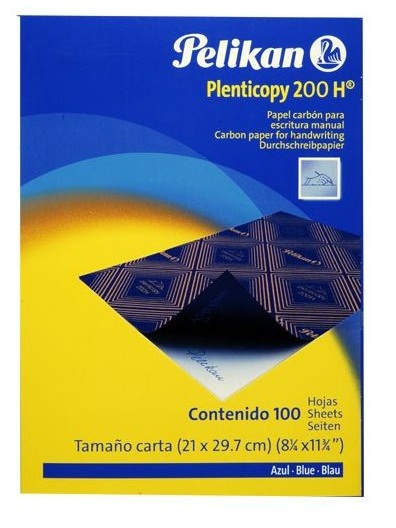 Pelikan
Plenticopy 200 H®
Papel carbón para
escritura manual
Carbon paper for handwriting
Durchschreibpapier
Pelikan
Pelikan
Contenido 100
Hojas
Sheets
Seiten
Tamaño carta (21 x 29.7 cm) (8¼ x11¾")
Azul · Blue · Blau